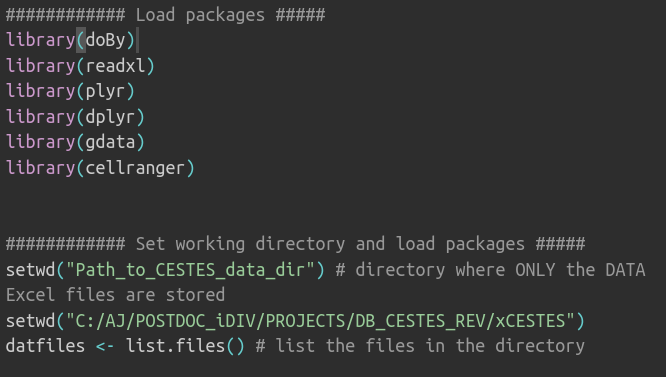 ############ Load packages #####
library(doBy)
library(readxl)
library(plyr)
library(dplyr)
library(gdata)
library(cellranger)
############ Set working directory and load packages #####
setwd("Path_to_CESTES_data_dir") # directory where ONLY the DATA
Excel files are stored
setwd("C:/AJ/POSTDOC_iDIV/PROJECTS/DB_CESTES_REV/xCESTES")
datfiles <- list.files() # list the files in the directory